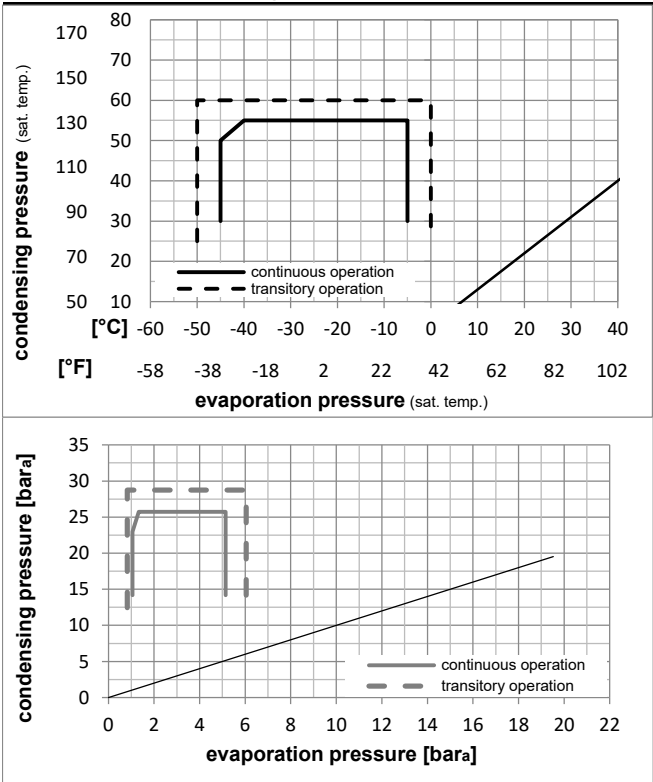 condensing pressure (sat. temp.)
170 80
70
150
60
130
50
110
40
90
30
70
20
50 10
continuous operation
transitory operation
[°C] -60 -50 -40 -30 -20 -10 0 10 20 30 40
[°F] -58 -38 -18 2 22 42 62 82 102
evaporation pressure (sat. temp.)
condensing pressure [bara]
35
30
25
20
15
10
5
0
continuous operation
transitory operation
0 2 4 6 8 10 12 14 16 18 20 22
evaporation pressure [bara]